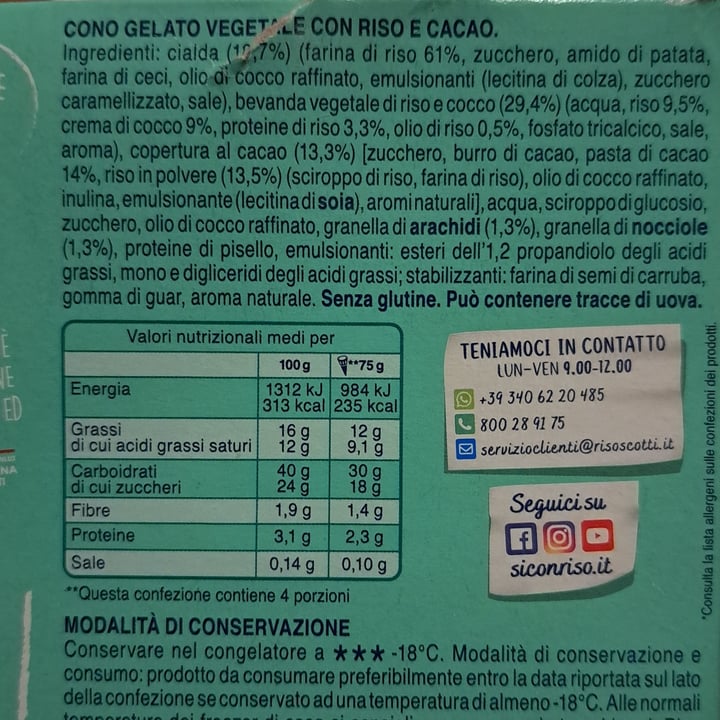 CONO GELATO VEGETALE CON RISO E CACAO.
Ingredienti: cialda (18,7%) (farina di riso 61%, zucchero, amido di patata,
farina di ceci, olio di cocco raffinato, emulsionanti (lecitina di colza), zucchero
caramellizzato, sale), bevanda vegetale di riso e cocco (29,4%) (acqua, riso 9,5%,
crema di cocco 9%, proteine di riso 3,3%, olio di riso 0,5%, fosfato tricalcico, sale,
aroma), copertura al cacao (13,3%) [zucchero, burro di cacao, pasta di cacao
14%, riso in polvere (13,5%) (sciroppo di riso, farina di riso), olio di cocco raffinato,
inulina, emulsionante (lecitina di soia), aromi naturali], acqua, sciroppo di glucosio,
zucchero, olio di cocco raffinato, granella di arachidi (1,3%), granella di nocciole
(1,3%), proteine di pisello, emulsionanti: esteri dell'1,2 propandiolo degli acidi
grassi, mono e digliceridi degli acidi grassi; stabilizzanti: farina di semi di carruba,
gomma di guar, aroma naturale. Senza glutine. Può contenere tracce di uova.
Valori nutrizionali medi per
100 g **75 g
Energia 1312 kJ 984 kJ
313 kcal 235 kcal
Grassi 16 g 12 g
di cui acidi grassi saturi 12 g 9,1 g
Carboidrati 40 g 30 g
di cui zuccheri 24 g 18 g
Fibre 1,9 g 1,4 g
Proteine 3,1 g 2,3 g
Sale 0,14 g 0,10 g
**Questa confezione contiene 4 porzioni
TENIAMOCI IN CONTATTO
LUN-VEN 9.00-12.00
+39 340 62 20 485
800 28 91 75
servizioclienti@risoscotti.it
Seguici su
siconriso.it
*Consulta la lista allergeni sulle confezioni dei prodotti.
MODALITÀ DI CONSERVAZIONE
Conservare nel congelatore a *** -18°C. Modalità di conservazione e
consumo: prodotto da consumare preferibilmente entro la data riportata sul lato
della confezione se conservato ad una temperatura di almeno -18°C. Alle normali